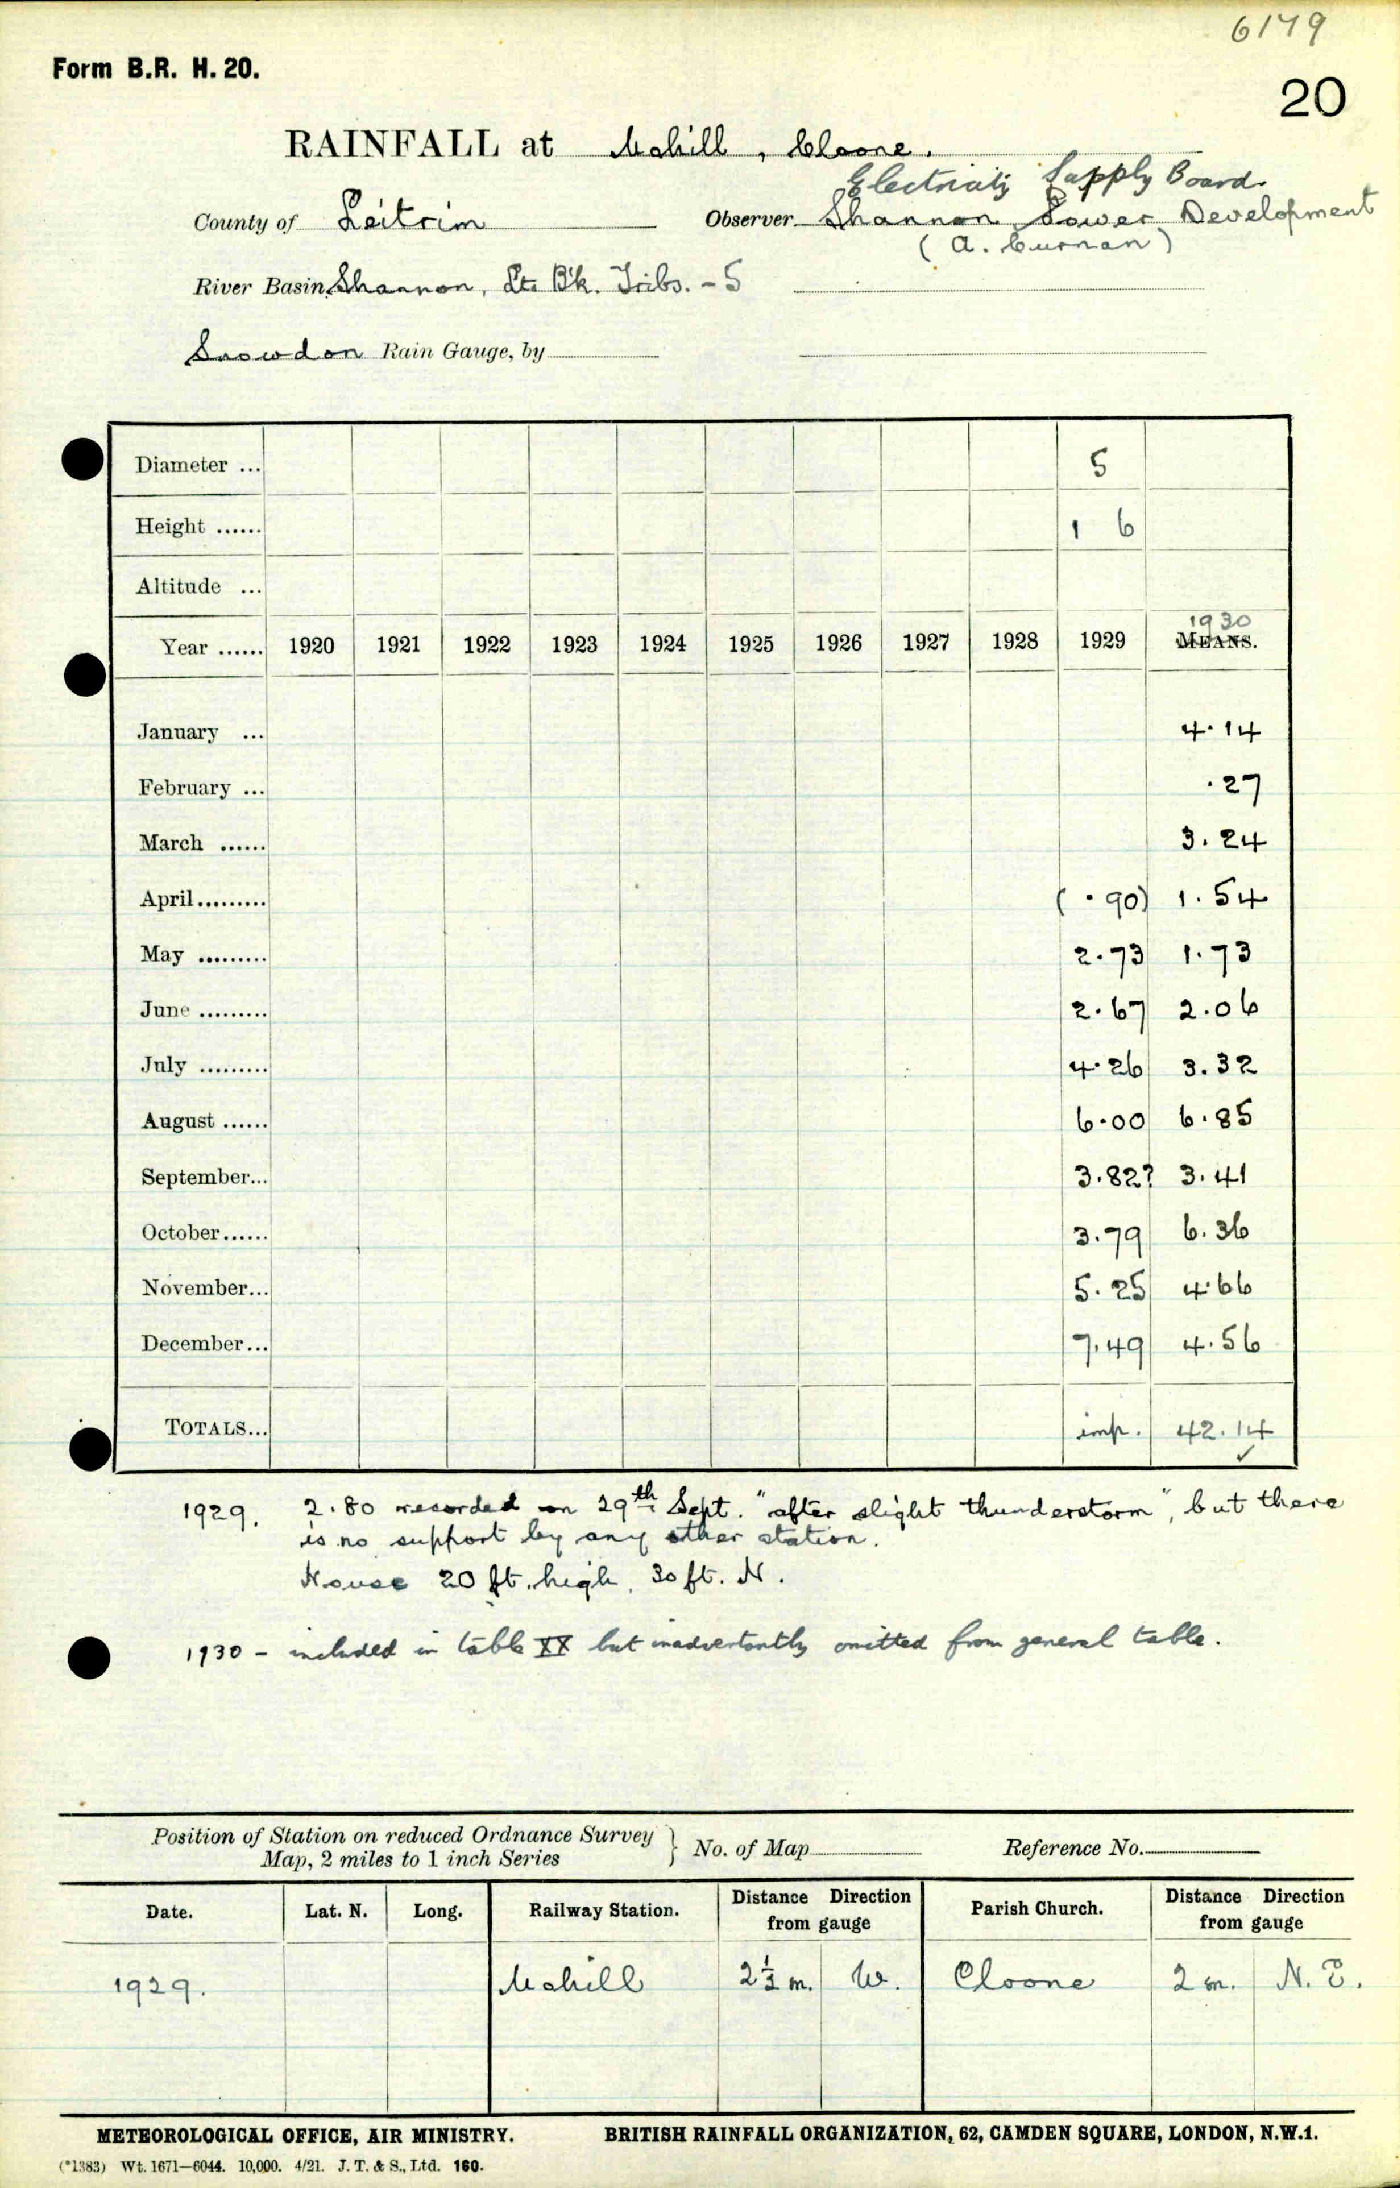 6179
Form B.R. H. 20.
20
RAINFALL at Mohill, Cloone.
Electricity Supply Board.
County of Leitrim Observer Shannon Power Development
(A. Curnan)
River Basin Shannon, Lt. Bk. Tribs. - 5
Snowdon Rain Gauge, by
Diameter ... 5
Height ...... 1 6
Altitude ...
1930
Year ...... 1920 1921 1922 1923 1924 1925 1926 1927 1928 1929 MEANS.
January ... 4.14
February ... .27
March ...... 3.24
April......... (.90) 1.54
May ......... 2.73 1.73
June ......... 2.67 2.06
July ......... 4.26 3.32
August ...... 6.00 6.85
September... 3.82? 3.41
October...... 3.79 6.36
November... 5.25 4.66
December... 7.49 4.56
TOTALS... imp. 42.14
✓
1929. 2.80 recorded on 29th Sept. "after slight thunderstorm", but there
is no support by any other station.
House 20 ft. high, 30 ft. N.
1930 - included in table XX but inadvertantly omitted from general table.
Position of Station on reduced Ordnance Survey
Map, 2 miles to 1 inch Series } No. of Map Reference No.
Date. Lat. N. Long. Railway Station. Distance Direction from gauge Parish Church. Distance Direction from gauge
1929. Mohill 2½ m. W. Cloone 2 m. N. E.
METEOROLOGICAL OFFICE, AIR MINISTRY. BRITISH RAINFALL ORGANIZATION, 62, CAMDEN SQUARE, LONDON, N.W.1.
(*1383) Wt. 1671—6044. 10,000. 4/21. J. T. & S., Ltd. 160.